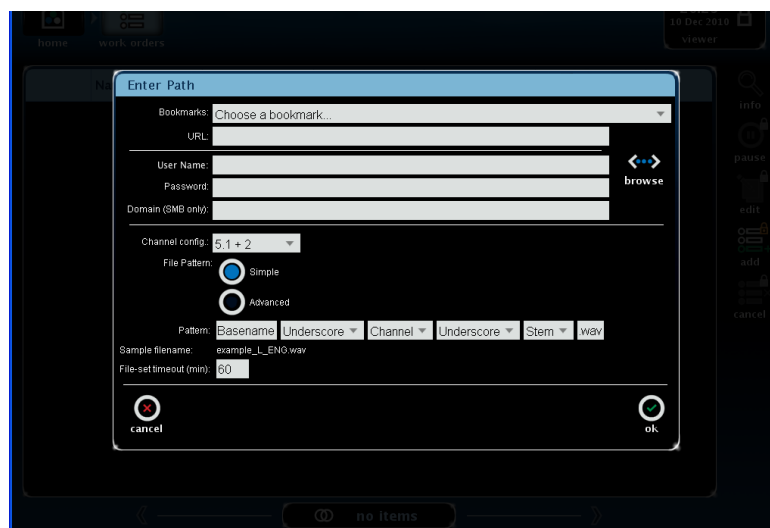 10 Dec 2010
home
work orders
viewer
Na
Enter Path
Bookmarks: Choose a bookmark...
URL:
User Name:
Password:
browse
Domain (SMB only):
Channel config.: 5.1 + 2
File Pattern:
Simple
Advanced
Pattern: Basename Underscore Channel Underscore Stem .wav
Sample filename: example_L_ENG.wav
File-set timeout (min): 60
cancel
ok
info
pause
edit
add
cancel
no items